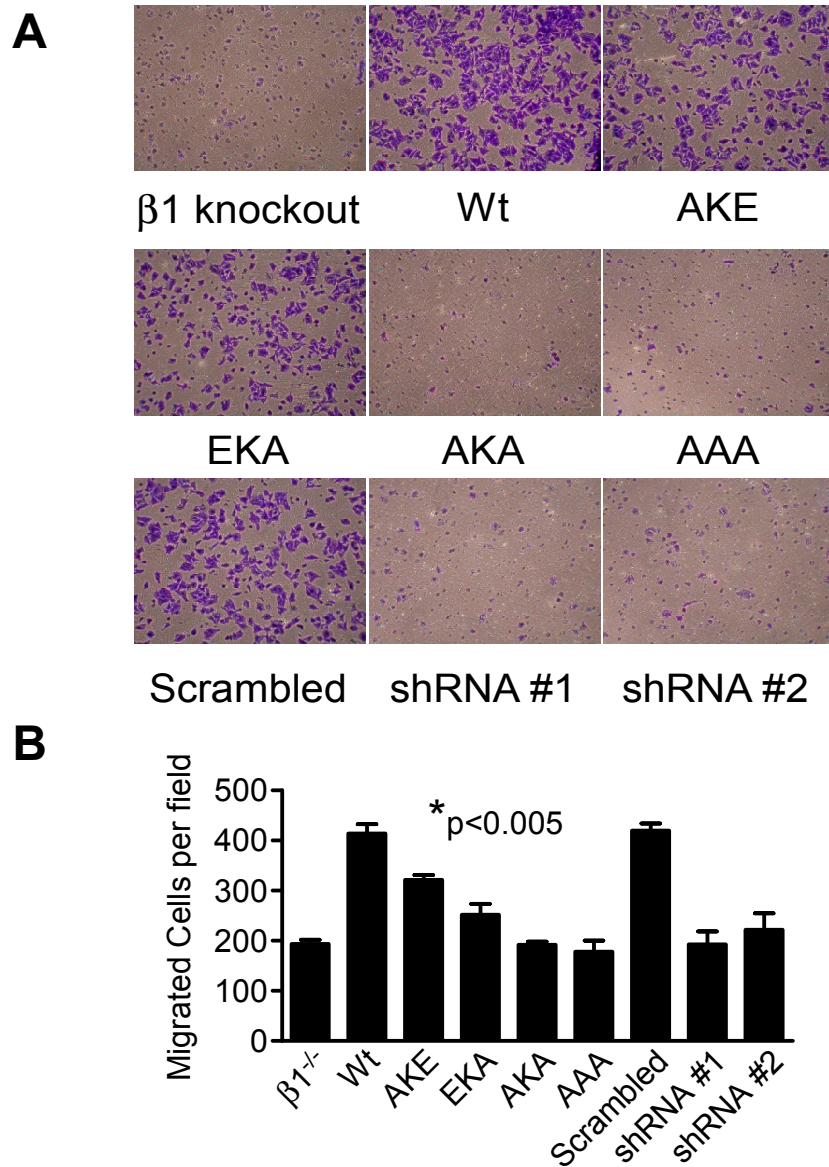 A
β1 knockout Wt AKE
EKA AKA AAA
Scrambled shRNA #1 shRNA #2
B
Migrated Cells per field
500
400
300
200
100
0
*p<0.005
β1-/- Wt AKE EKA AKA AAA Scrambled shRNA #1 shRNA #2